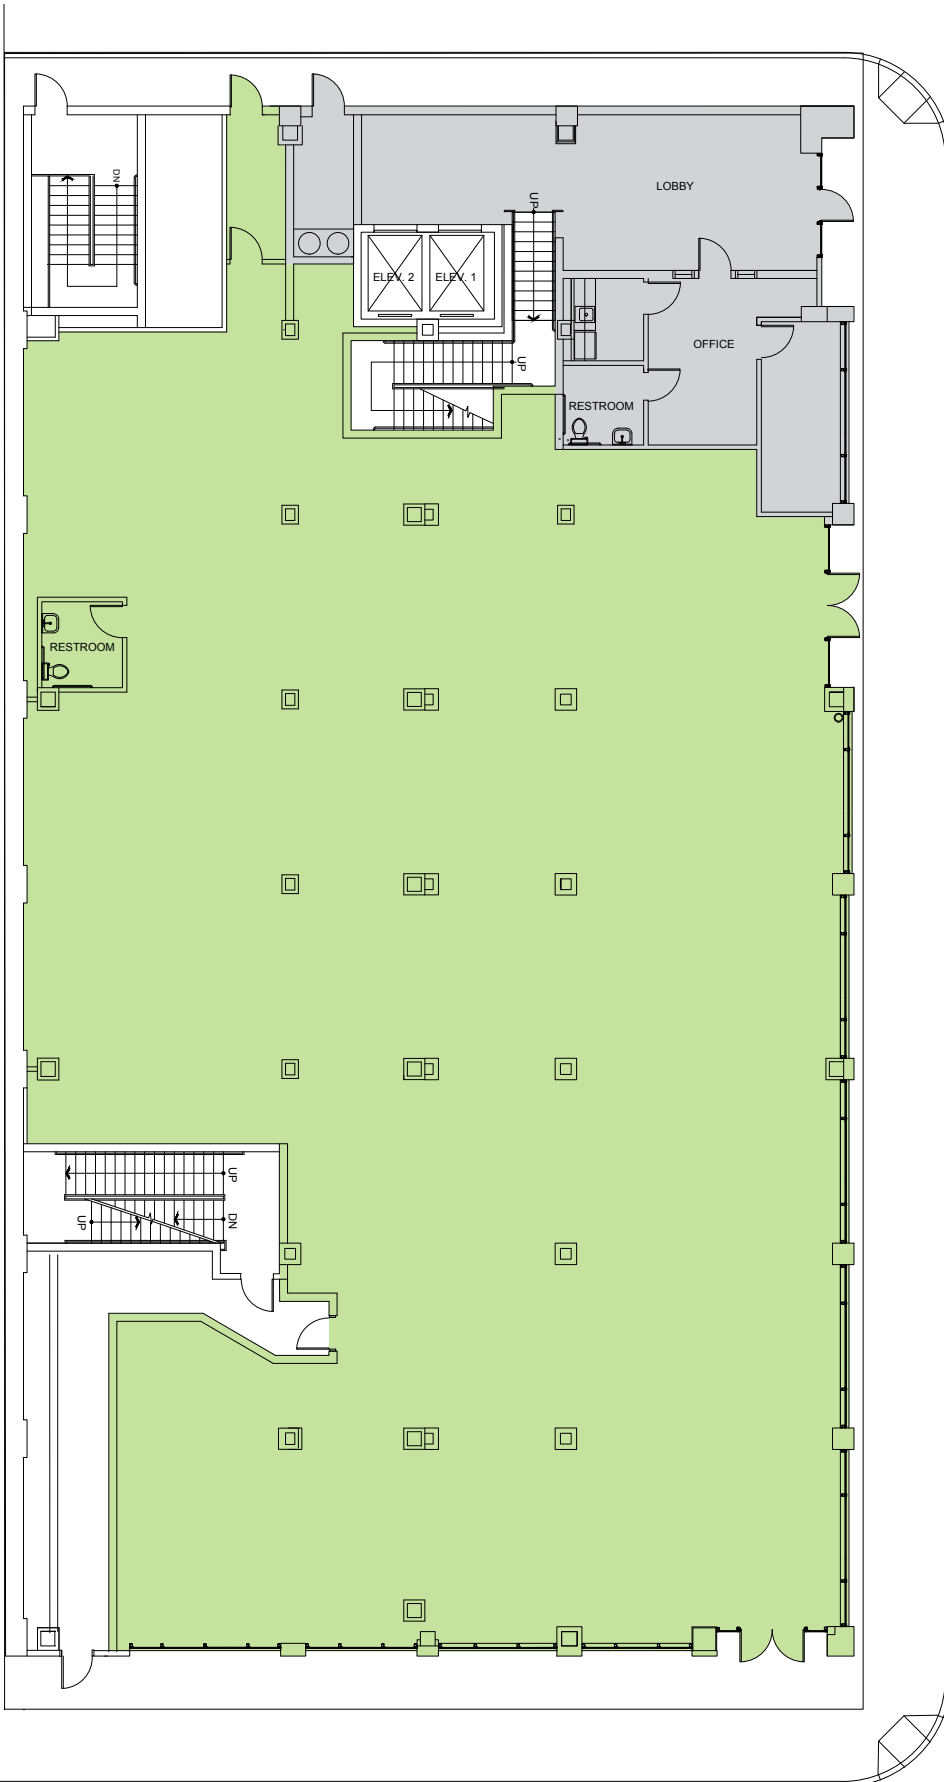 DN
UP
LOBBY
ELEV. 2
ELEV. 1
OFFICE
UP
RESTROOM
RESTROOM
UP
UP
DN